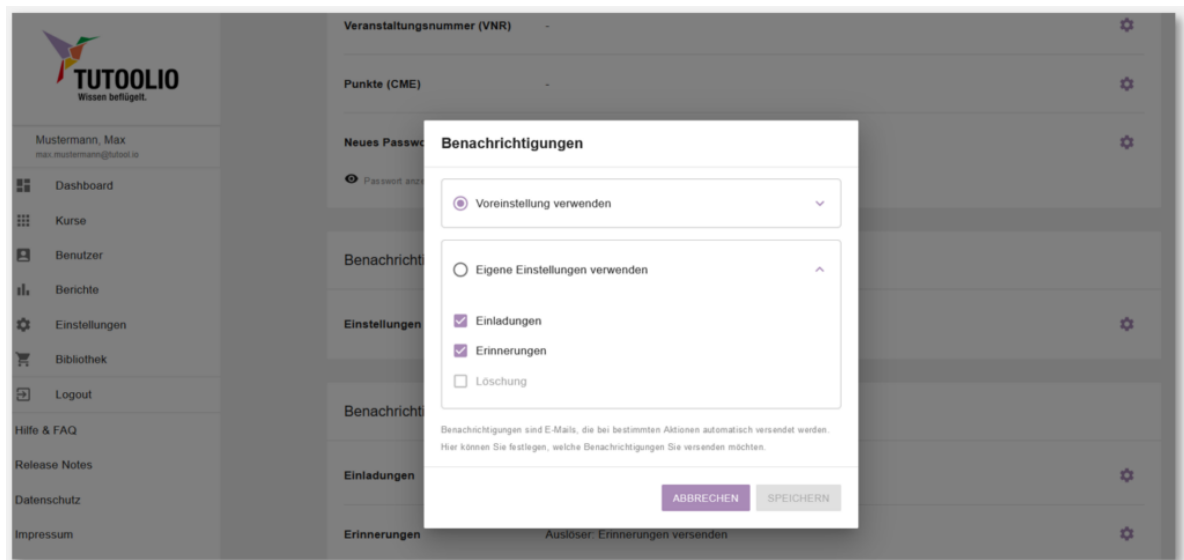 TUTOOLIO
Wissen beflügelt.
Mustermann, Max
max.mustermann@tutool.io
Dashboard
Kurse
Benutzer
Berichte
Einstellungen
Bibliothek
Logout
Hilfe & FAQ
Release Notes
Datenschutz
Impressum
Veranstaltungsnummer (VNR) -
Punkte (CME) -
Neues Passwo
Passwort anze
Benachrichti
Einstellungen
Benachrichti
Einladungen
Erinnerungen Auslöser: Erinnerungen versenden
Benachrichtigungen
Voreinstellung verwenden
Eigene Einstellungen verwenden
Einladungen
Erinnerungen
Löschung
Benachrichtigungen sind E-Mails, die bei bestimmten Aktionen automatisch versendet werden.
Hier können Sie festlegen, welche Benachrichtigungen Sie versenden möchten.
ABBRECHEN SPEICHERN